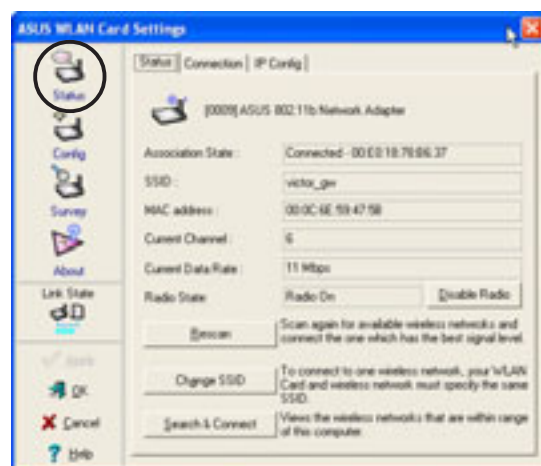 ASUS WLAN Card Settings
Status
Config
Survey
About
Link State
Apply
OK
Cancel
Help
Status Connection IP Config
[0009] ASUS 802.11b Network Adapter
Association State : Connected - 00:E0:18:70:B6:37
SSID : victor_gw
MAC address : 00:0C:6E:59:47:5B
Current Channel : 6
Current Data Rate : 11 Mbps
Radio State Radio On Disable Radio
Rescan
Scan again for available wireless networks and
connect the one which has the best signal level.
Change SSID
To connect to one wireless network, your WLAN
Card and wireless network must specify the same
SSID.
Search & Connect
Views the wireless networks that are within range
of this computer.